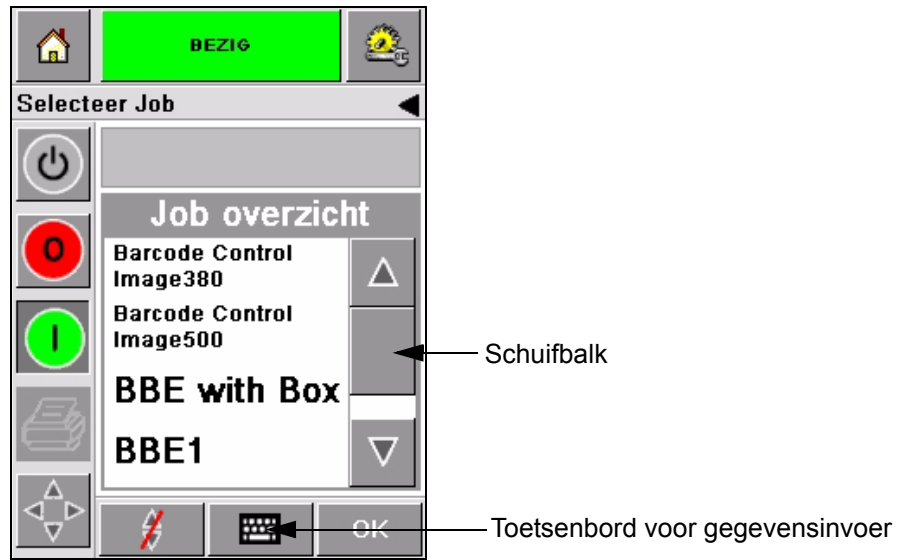 BEZIG
Selecteer Job
Job overzicht
O
Barcode Control
Image380
Barcode Control
Image500
I
Schuifbalk
BBE with Box
BBE1
OK
Toetsenbord voor gegevensinvoer